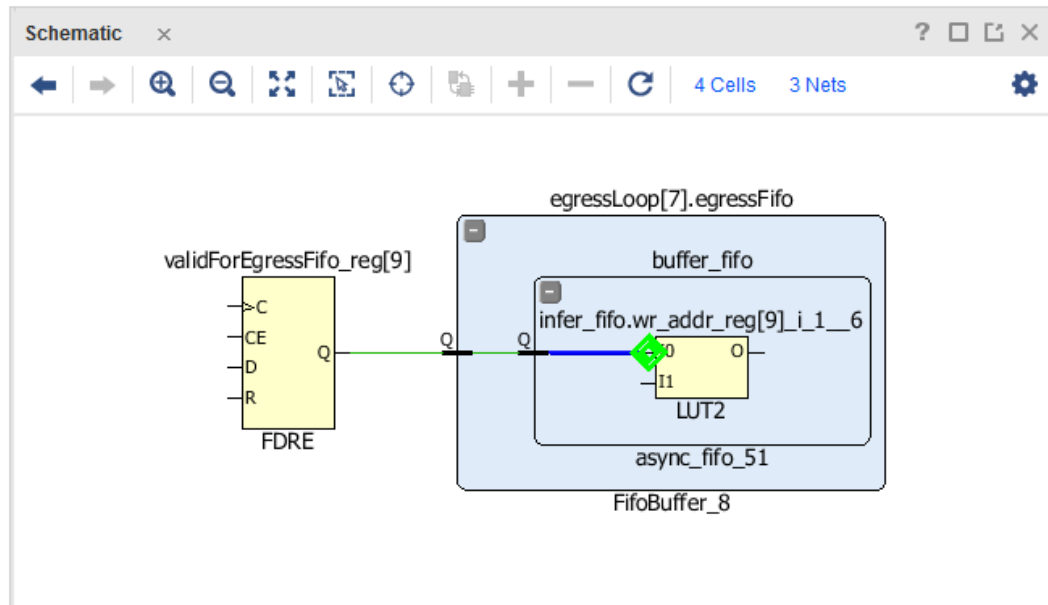 Schematic
4 Cells 3 Nets
egressLoop[7].egressFifo
validForEgressFifo_reg[9]
buffer_fifo
infer_fifo.wr_addr_reg[9]_i_1__6
C
CE
D
R
Q
Q
Q
O
I1
LUT2
FDRE
async_fifo_51
FifoBuffer_8